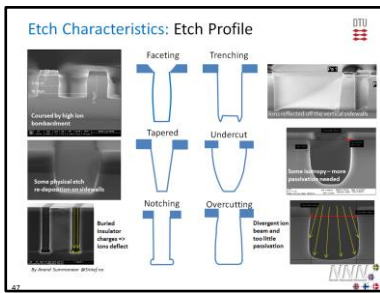 Etch Characteristics: Etch Profile
DTU
Faceting
Trenching
Coursed by high ion
bombardment
Ions reflected off the vertical sidewalls
Tapered
Undercut
Some physical etch
re-deposition on sidewalls
Some isotropy – more
passivation needed
Notching
Overcutting
Buried
insulator
charges =>
ions deflect
Divergent ion
beam and too
little
passivation
By Anand Summanwar @Sintef.no
NNN
47